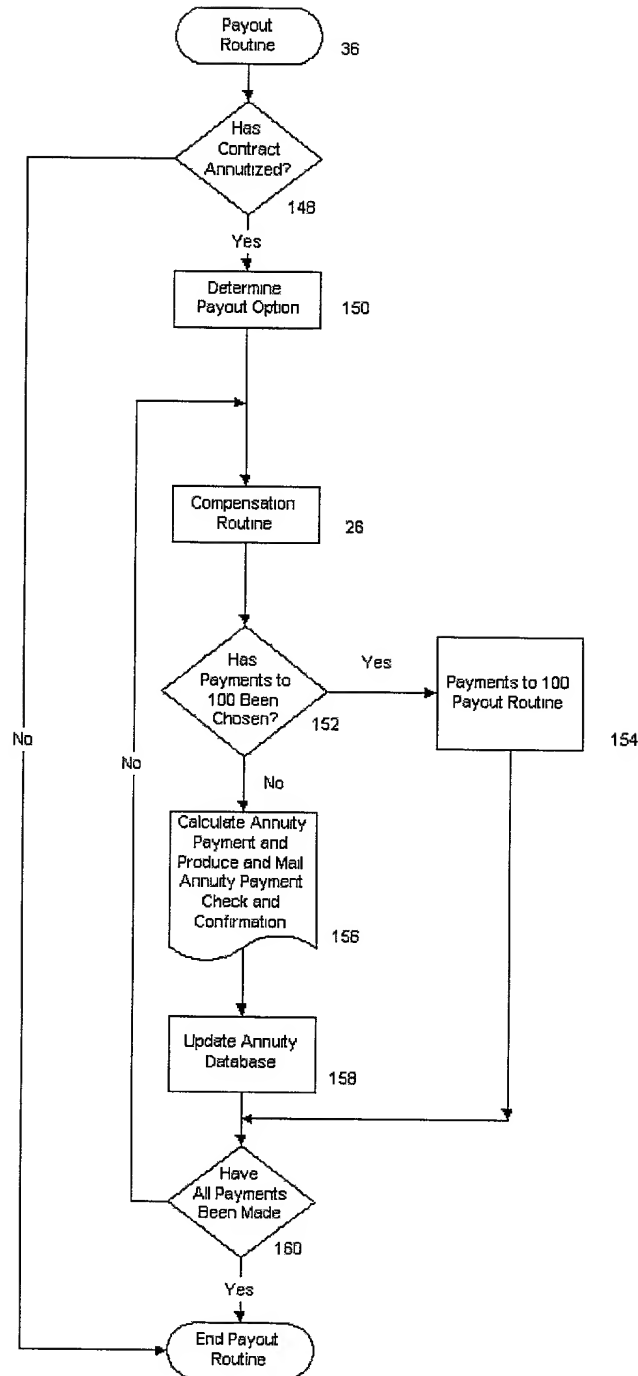 Payout
Routine
36
Has
Contract
Annuitized?
148
Yes
Determine
Payout Option
150
Compensation
Routine
26
Has
Payments to
100 Been
Chosen?
152
Yes
Payments to 100
Payout Routine
154
No
No
No
Calculate Annuity
Payment and
Produce and Mail
Annuity Payment
Check and
Confirmation
156
Update Annuity
Database
158
Have
All Payments
Been Made
160
Yes
End Payout
Routine